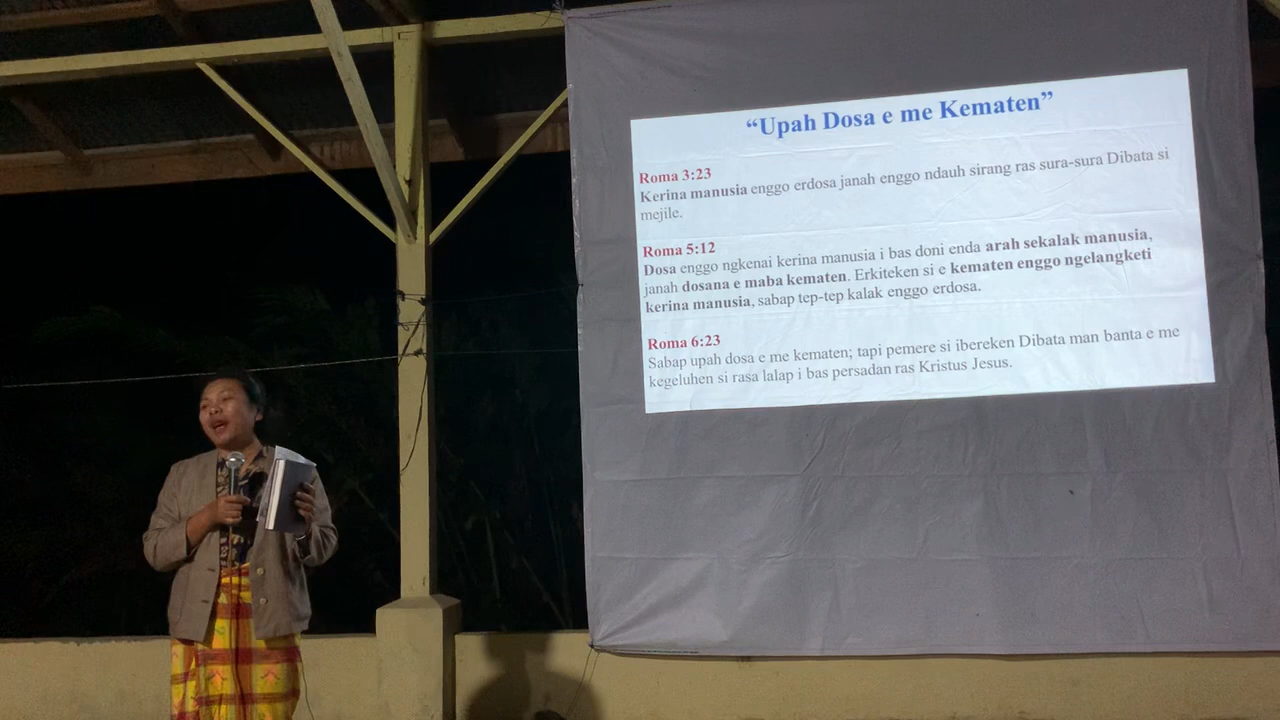 “Upah Dosa e me Kematen”
Roma 3:23
Kerina manusia enggo erdosa janah enggo ndauh sirang ras sura-sura Dibata si
mejile.
Roma 5:12
Dosa enggo ngkenai kerina manusia i bas doni enda arah sekalak manusia,
janah dosana e maba kematen. Erkiteken si e kematen enggo ngelangketi
kerina manusia, sabap tep-tep kalak enggo erdosa.
Roma 6:23
Sabap upah dosa e me kematen; tapi pemere si ibereken Dibata man banta e me
kegeluhen si rasa lalap i bas persadan ras Kristus Jesus.